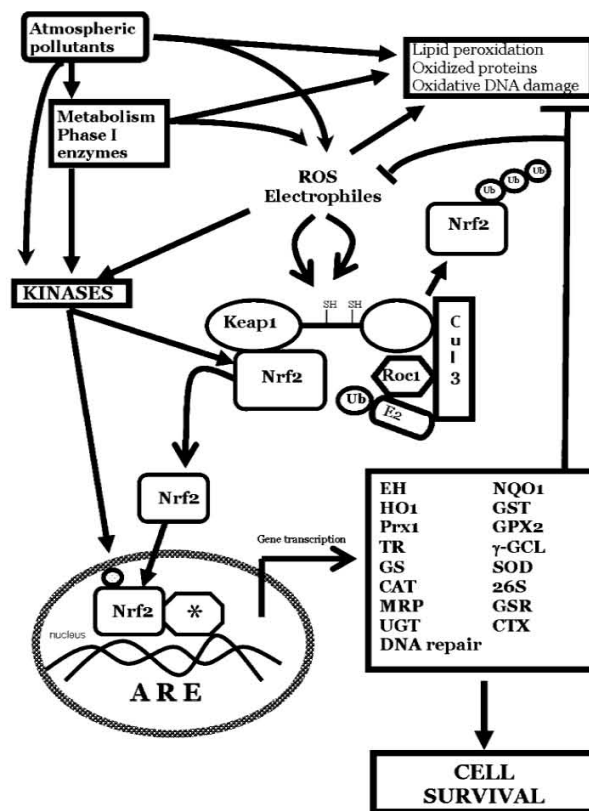 Atmospheric
pollutants
Lipid peroxidation
Oxidized proteins
Oxidative DNA damage
Metabolism
Phase I
enzymes
ROS
Electrophiles
Ub
Ub
Ub
Nrf2
KINASES
SH
SH
Keap1
Cul3
Nrf2
Roc1
Ub
E2
Nrf2
Gene transcription
EH NQO1
HO1 GST
Prx1 GPX2
TR γ-GCL
GS SOD
CAT 26S
MRP GSR
UGT CTX
DNA repair
Nrf2 *
nucleus
ARE
CELL
SURVIVAL